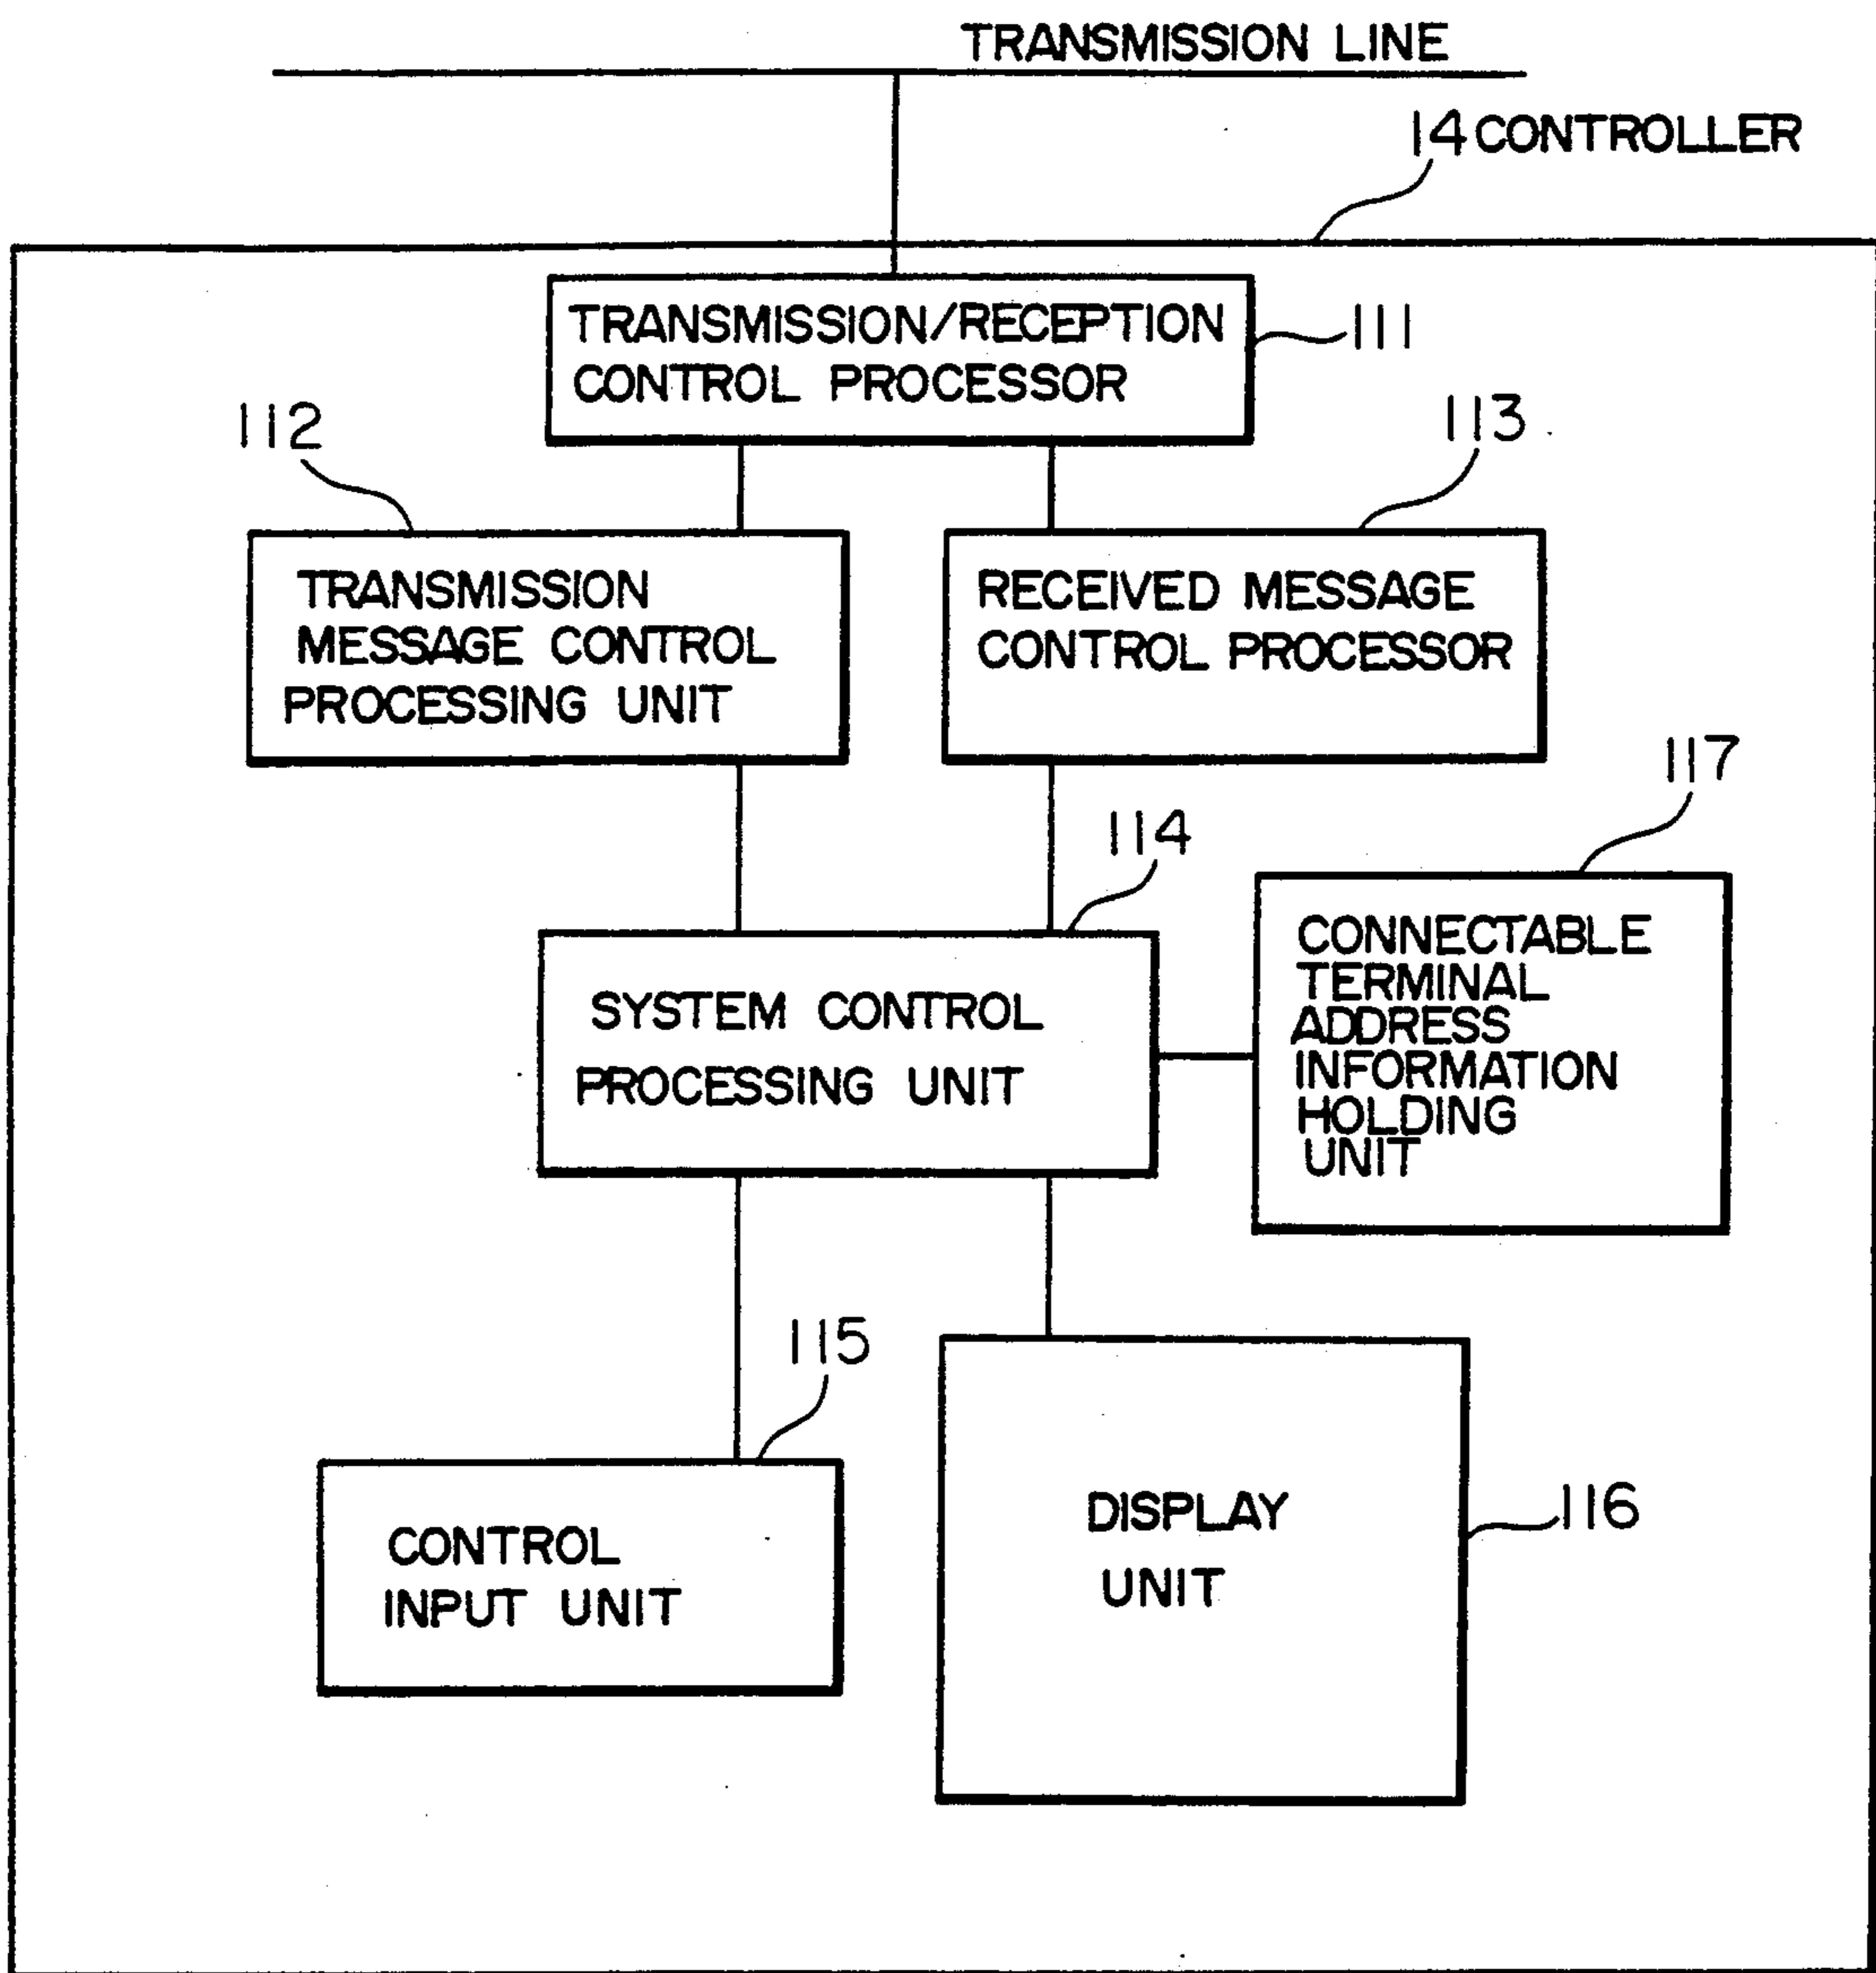 TRANSMISSION LINE
14 CONTROLLER
TRANSMISSION/RECEPTION
CONTROL PROCESSOR
111
112
113
TRANSMISSION
MESSAGE CONTROL
PROCESSING UNIT
RECEIVED MESSAGE
CONTROL PROCESSOR
117
114
CONNECTABLE
TERMINAL
ADDRESS
INFORMATION
HOLDING
UNIT
SYSTEM CONTROL
PROCESSING UNIT
115
CONTROL
INPUT UNIT
DISPLAY
UNIT
116